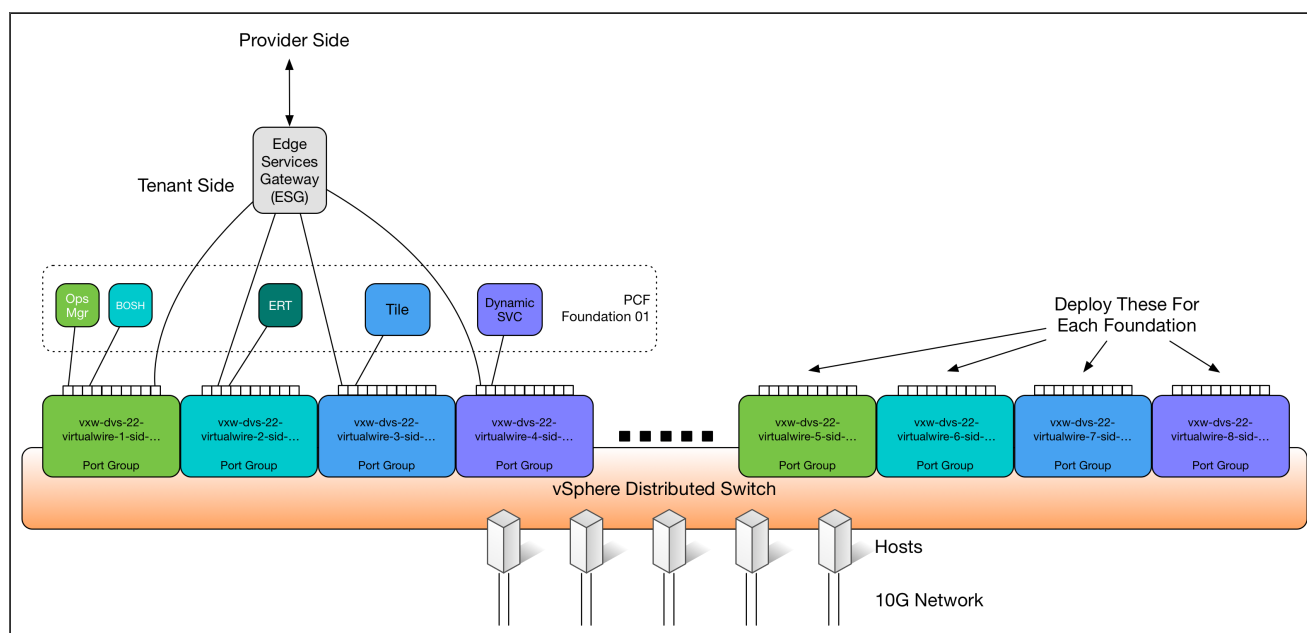 Provider Side
Edge
Services
Gateway
(ESG)
Tenant Side
Ops
Mgr
BOSH
ERT
Tile
Dynamic
SVC
PCF
Foundation 01
Deploy These For
Each Foundation
vxw-dvs-22-
virtualwire-1-sid-...
Port Group
vxw-dvs-22-
virtualwire-2-sid-...
Port Group
vxw-dvs-22-
virtualwire-3-sid-...
Port Group
vxw-dvs-22-
virtualwire-4-sid-...
Port Group
vxw-dvs-22-
virtualwire-5-sid-...
Port Group
vxw-dvs-22-
virtualwire-6-sid-...
Port Group
vxw-dvs-22-
virtualwire-7-sid-...
Port Group
vxw-dvs-22-
virtualwire-8-sid-...
Port Group
vSphere Distributed Switch
Hosts
10G Network